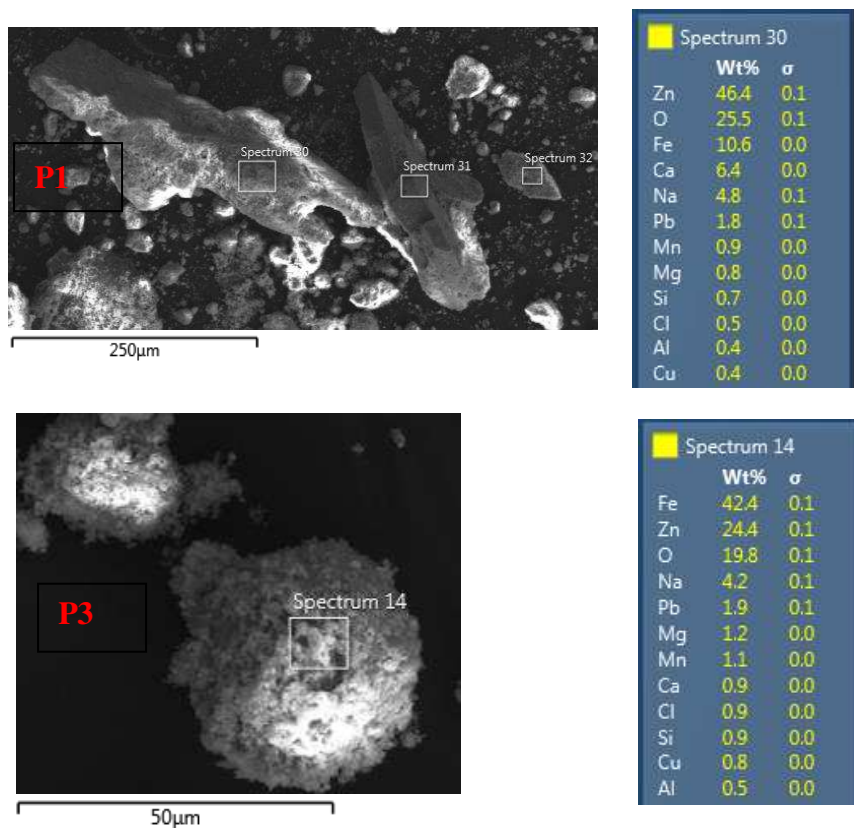 P1
Spectrum 30
Spectrum 31
Spectrum 32
250µm
Spectrum 30
Wt% σ
Zn 46.4 0.1
O 25.5 0.1
Fe 10.6 0.0
Ca 6.4 0.0
Na 4.8 0.1
Pb 1.8 0.1
Mn 0.9 0.0
Mg 0.8 0.0
Si 0.7 0.0
Cl 0.5 0.0
Al 0.4 0.0
Cu 0.4 0.0
P3
Spectrum 14
50µm
Spectrum 14
Wt% σ
Fe 42.4 0.1
Zn 24.4 0.1
O 19.8 0.1
Na 4.2 0.1
Pb 1.9 0.1
Mg 1.2 0.0
Mn 1.1 0.0
Ca 0.9 0.0
Cl 0.9 0.0
Si 0.9 0.0
Cu 0.8 0.0
Al 0.5 0.0